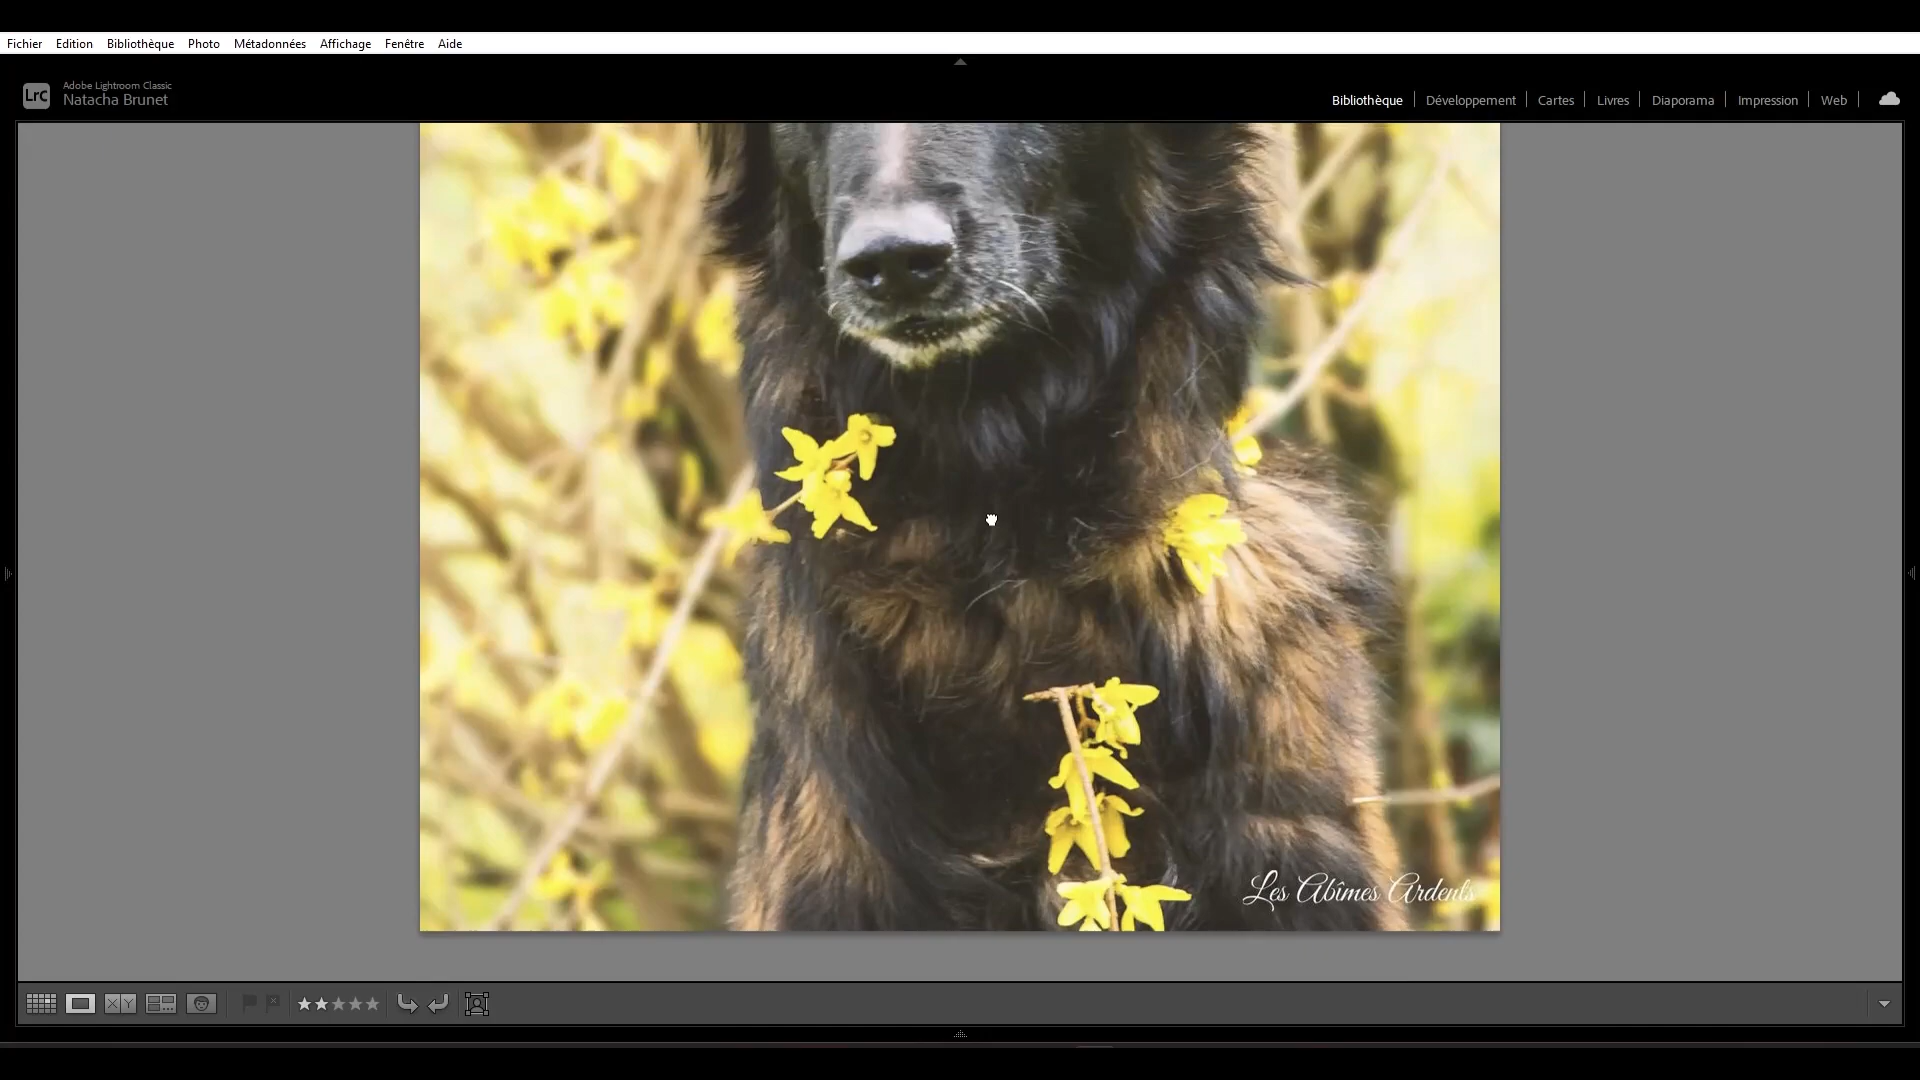 Fichier Edition Bibliothèque Photo Métadonnées Affichage Fenêtre Aide
LrC
Adobe Lightroom Classic
Natacha Brunet
Bibliothèque Développement Cartes Livres Diaporama Impression Web
Les Abîmes Ardents
X Y